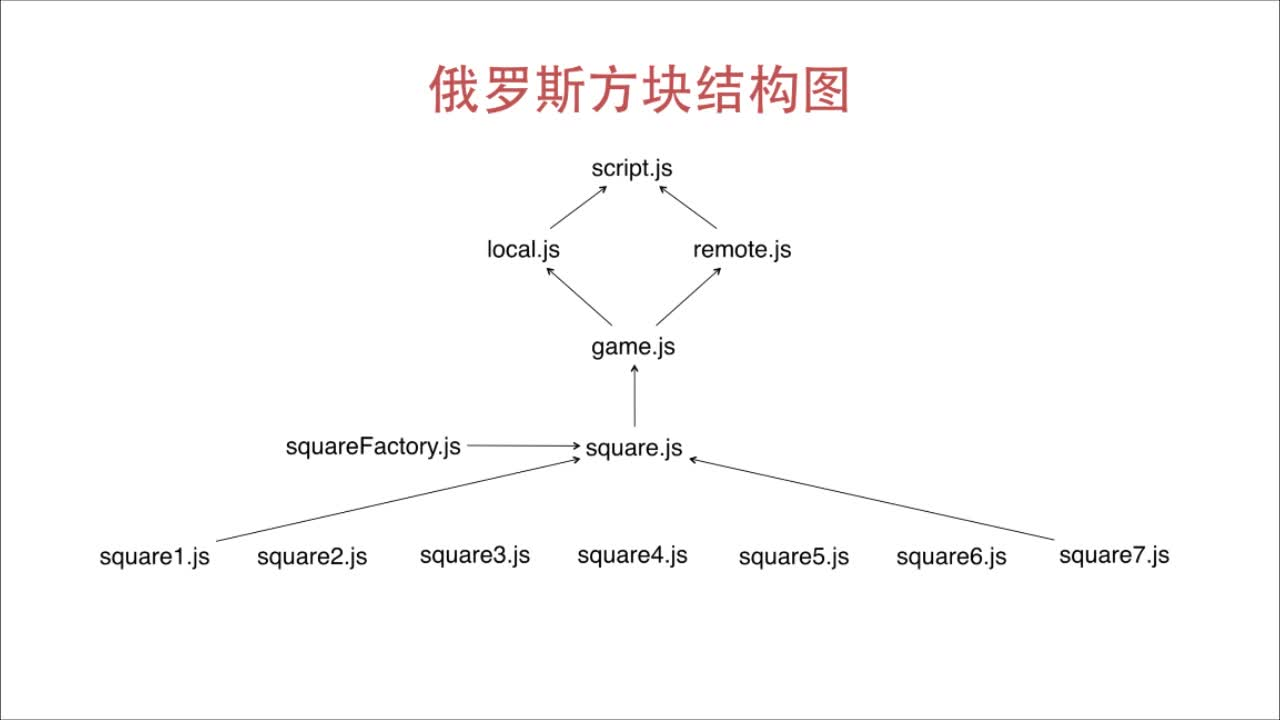 俄罗斯方块结构图
script.js
local.js remote.js
game.js
squareFactory.js square.js
square1.js square2.js square3.js square4.js square5.js square6.js square7.js